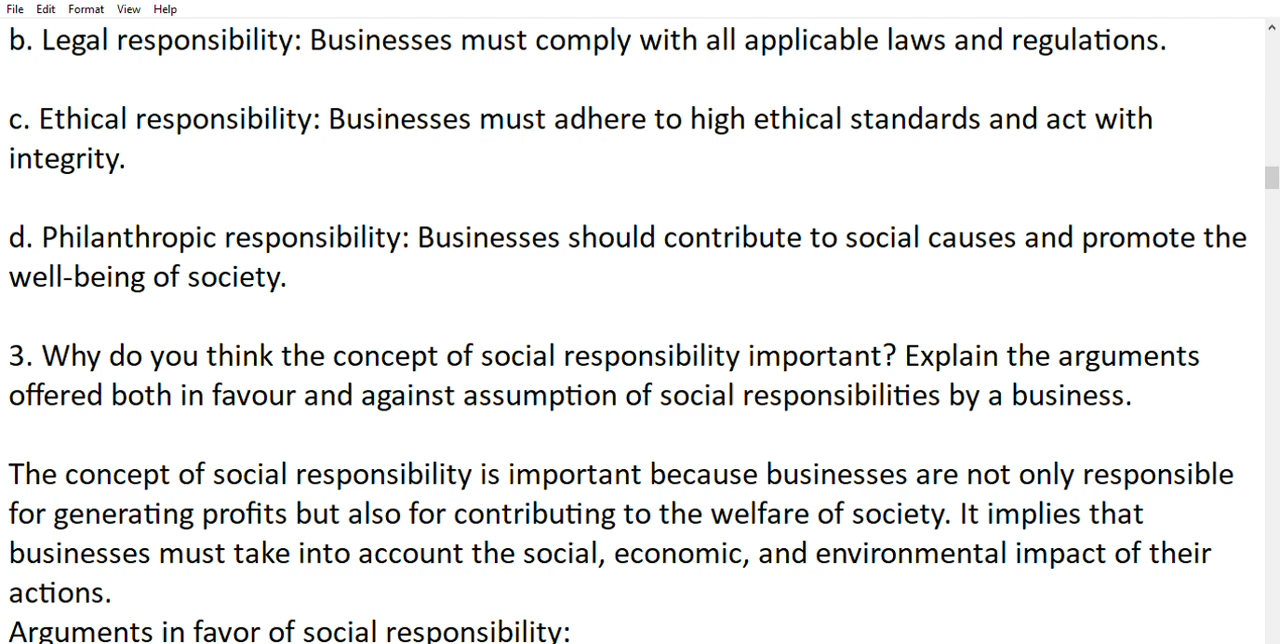 File Edit Format View Help
b. Legal responsibility: Businesses must comply with all applicable laws and regulations.
c. Ethical responsibility: Businesses must adhere to high ethical standards and act with
integrity.
d. Philanthropic responsibility: Businesses should contribute to social causes and promote the
well-being of society.
3. Why do you think the concept of social responsibility important? Explain the arguments
offered both in favour and against assumption of social responsibilities by a business.
The concept of social responsibility is important because businesses are not only responsible
for generating profits but also for contributing to the welfare of society. It implies that
businesses must take into account the social, economic, and environmental impact of their
actions.
Arguments in favor of social responsibility: